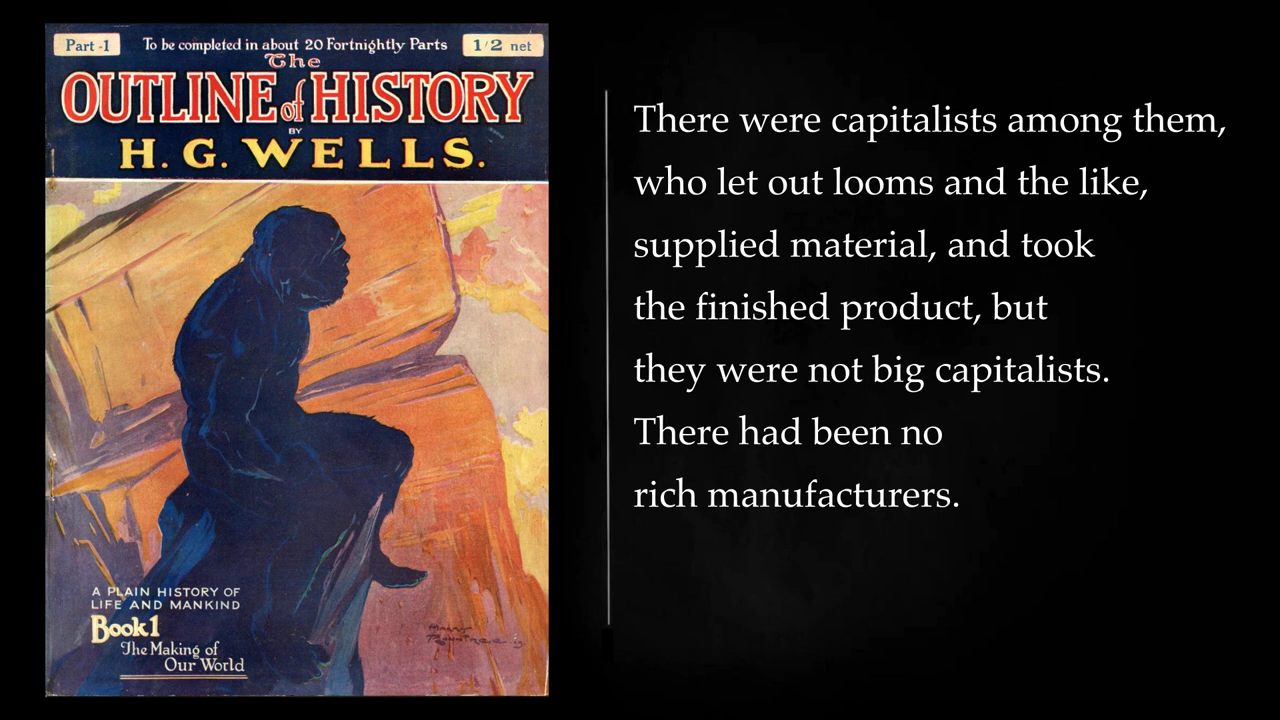 Part -1
To be completed in about 20 Fortnightly Parts
1/2 net
The
OUTLINE of HISTORY
BY
H. G. WELLS.
A PLAIN HISTORY OF
LIFE AND MANKIND
Book 1
The Making of
Our World
There were capitalists among them,
who let out looms and the like,
supplied material, and took
the finished product, but
they were not big capitalists.
There had been no
rich manufacturers.